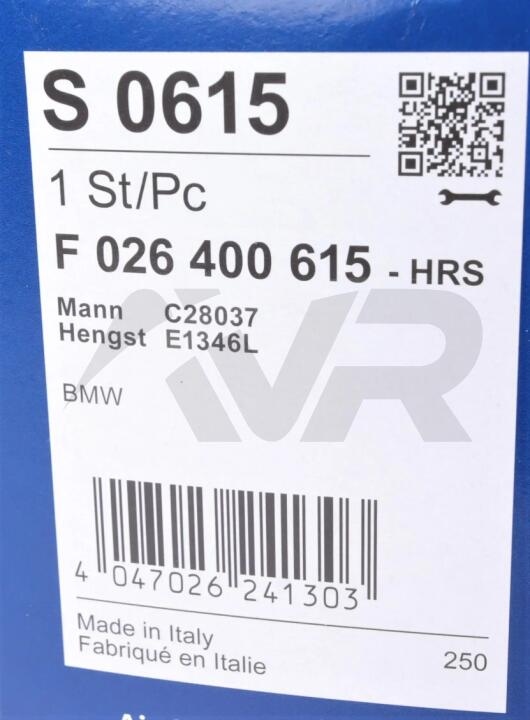 S 0615
1 St/Pc
F 026 400 615 - HRS
Mann C28037
Hengst E1346L
BMW
IVR
4 047026 241303
Made in Italy
Fabriqué en Italie
250